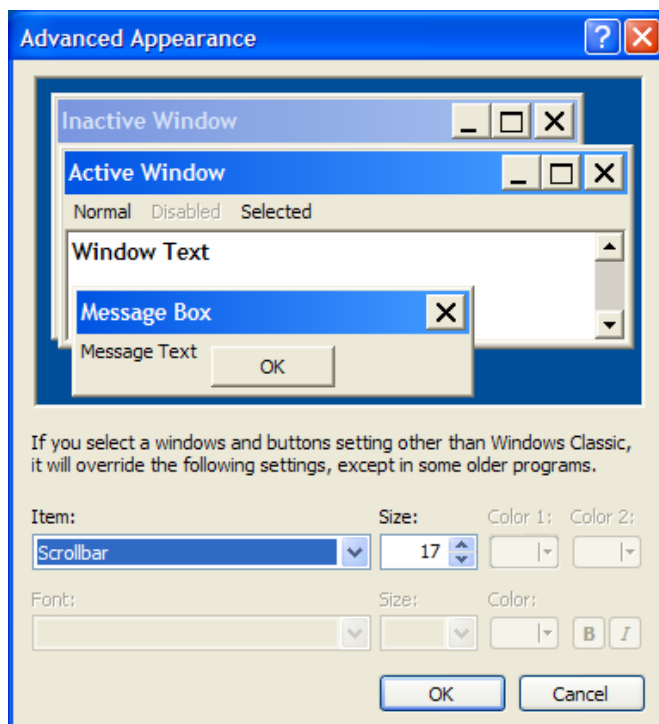 Advanced Appearance
Inactive Window
Active Window
Normal Disabled Selected
Window Text
Message Box
Message Text
OK
If you select a windows and buttons setting other than Windows Classic,
it will override the following settings, except in some older programs.
Item: Size: Color 1: Color 2:
Scrollbar 17
Font: Size: Color:
B I
OK Cancel